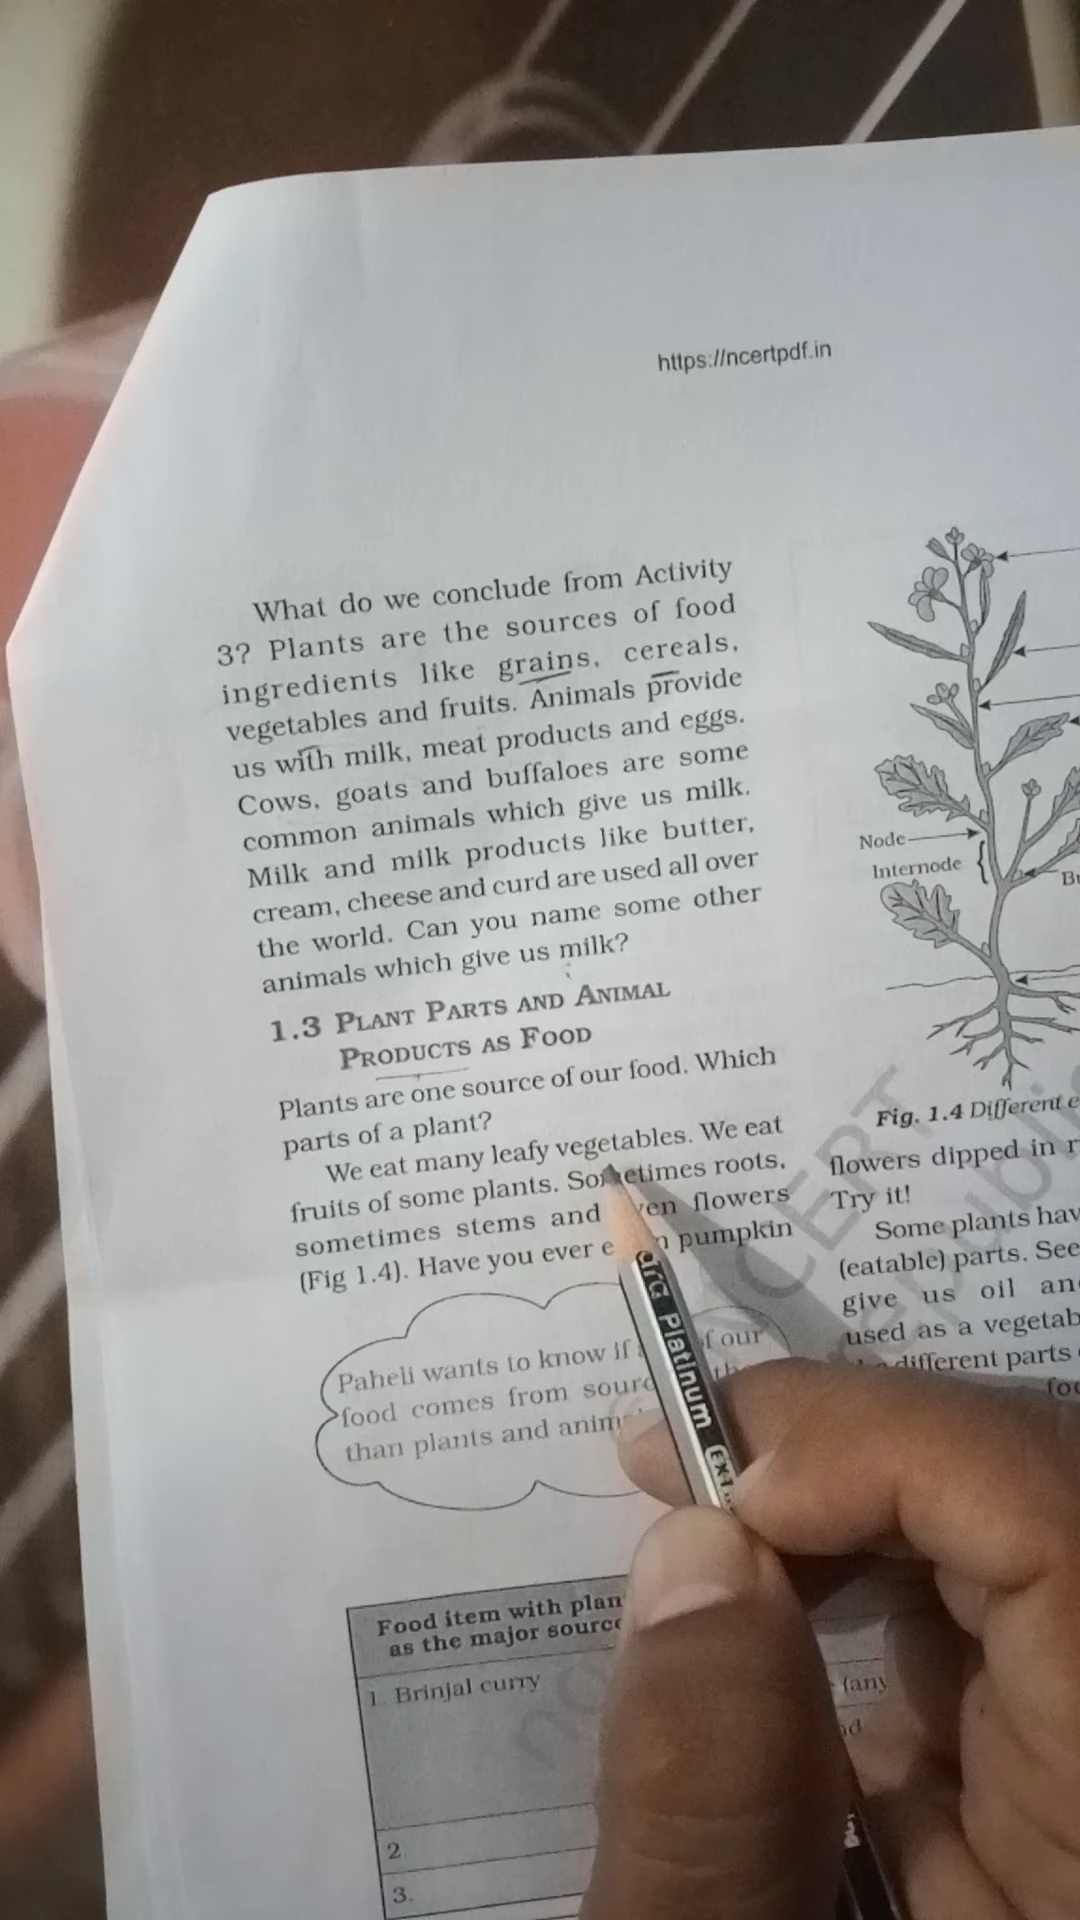 https://ncertpdf.in
What do we conclude from Activity
3? Plants are the sources of food
ingredients like grains, cereals,
vegetables and fruits. Animals provide
us with milk, meat products and eggs.
Cows, goats and buffaloes are some
common animals which give us milk.
Milk and milk products like butter,
cream, cheese and curd are used all over
the world. Can you name some other
animals which give us milk?
1.3 PLANT PARTS AND ANIMAL
PRODUCTS AS FOOD
Plants are one source of our food. Which
parts of a plant?
We eat many leafy vegetables. We eat
fruits of some plants. Sometimes roots,
sometimes stems and even flowers
(Fig 1.4). Have you ever pumpkin
Paheli wants to know if of our
food comes from
than plants and
Food item with
as the major
1. Brinjal curry
2.
3.
Node
Internode
Fig. 1.4 Different
flowers dipped in
Try it!
Some plants
(eatable) parts. See
give us oil
used as a
different parts
(any
Platinum
NCERT